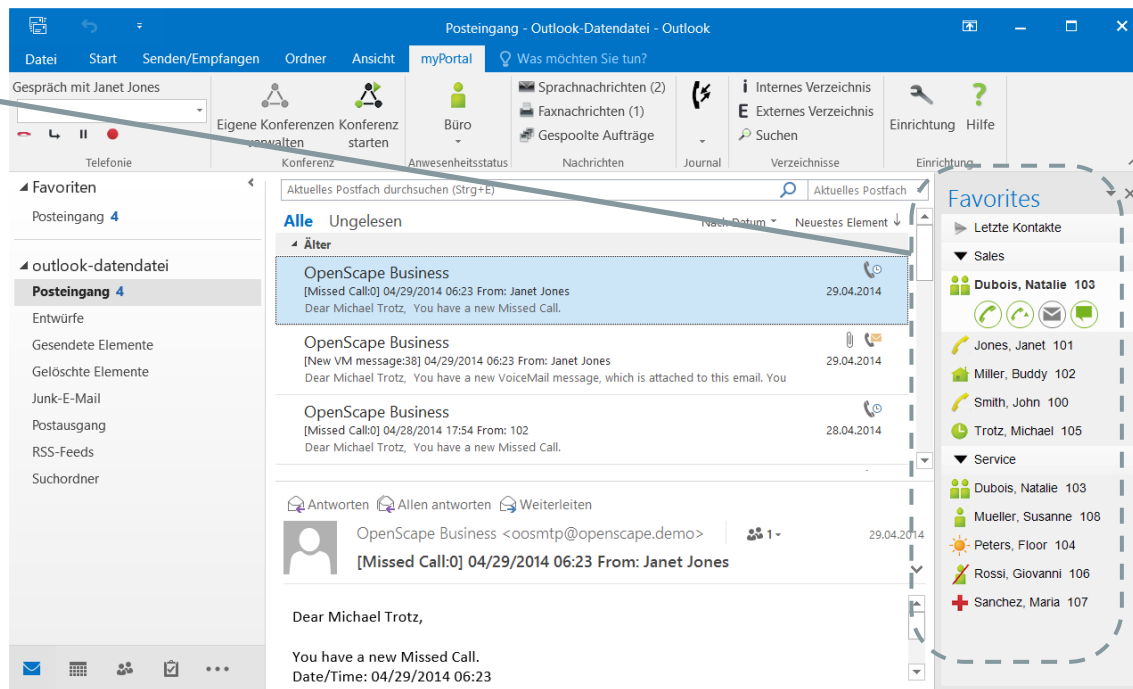 Posteingang - Outlook-Datendatei - Outlook
Datei Start Senden/Empfangen Ordner Ansicht myPortal Was möchten Sie tun?
Gespräch mit Janet Jones
Telefonie
Eigene Konferenzen verwalten
Konferenz starten
Konferenz
Büro
Anwesenheitsstatus
Sprachnachrichten (2)
Faxnachrichten (1)
Gespoolte Aufträge
Nachrichten
Journal
i Internes Verzeichnis
E Externes Verzeichnis
Suchen
Verzeichnisse
Einrichtung Hilfe
Einrichtung
Favoriten
Posteingang 4
outlook-datendatei
Posteingang 4
Entwürfe
Gesendete Elemente
Gelöschte Elemente
Junk-E-Mail
Postausgang
RSS-Feeds
Suchordner
Aktuelles Postfach durchsuchen (Strg+E) Aktuelles Postfach
Alle Ungelesen Nach Datum Neuestes Element
Älter
OpenScape Business
[Missed Call:0] 04/29/2014 06:23 From: Janet Jones 29.04.2014
Dear Michael Trotz, You have a new Missed Call.
OpenScape Business
[New VM message:38] 04/29/2014 06:23 From: Janet Jones 29.04.2014
Dear Michael Trotz, You have a new VoiceMail message, which is attached to this email. You
OpenScape Business
[Missed Call:0] 04/28/2014 17:54 From: 102 28.04.2014
Dear Michael Trotz, You have a new Missed Call.
Antworten Allen antworten Weiterleiten
OpenScape Business <oosmtp@openscape.demo> 1 29.04.2014
[Missed Call:0] 04/29/2014 06:23 From: Janet Jones
Dear Michael Trotz,
You have a new Missed Call.
Date/Time: 04/29/2014 06:23
Favorites
Letzte Kontakte
Sales
Dubois, Natalie 103
Jones, Janet 101
Miller, Buddy 102
Smith, John 100
Trotz, Michael 105
Service
Dubois, Natalie 103
Mueller, Susanne 108
Peters, Floor 104
Rossi, Giovanni 106
Sanchez, Maria 107